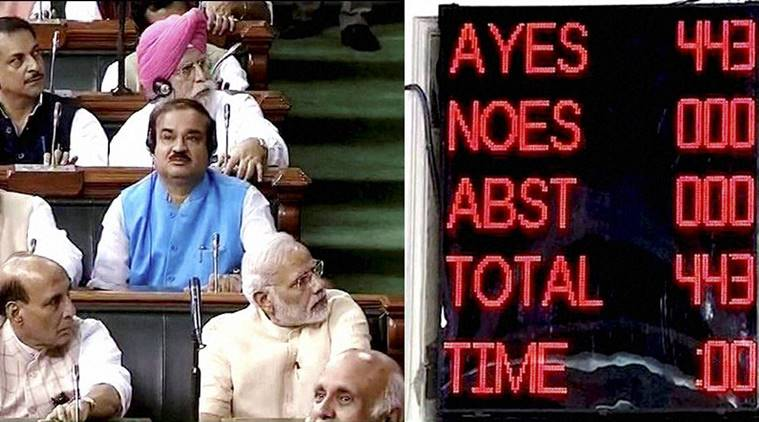 AYES 443
NOES 000
ABST 000
TOTAL 443
TIME :00